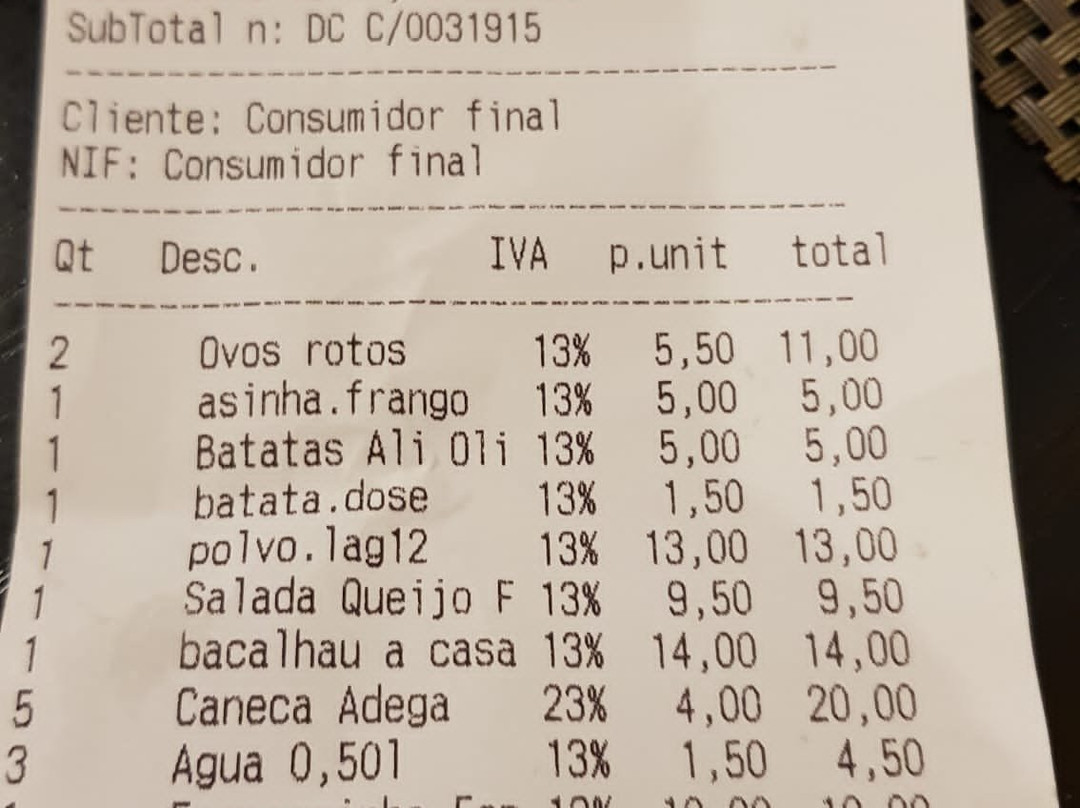 SubTotal n: DC C/0031915
Cliente: Consumidor final
NIF: Consumidor final
Qt Desc. IVA p.unit total
2 Ovos rotos 13% 5,50 11,00
1 asinha.frango 13% 5,00 5,00
1 Batatas Ali Oli 13% 5,00 5,00
1 batata.dose 13% 1,50 1,50
1 polvo.lag12 13% 13,00 13,00
1 Salada Queijo F 13% 9,50 9,50
1 bacalhau a casa 13% 14,00 14,00
5 Caneca Adega 23% 4,00 20,00
3 Agua 0,50l 13% 1,50 4,50